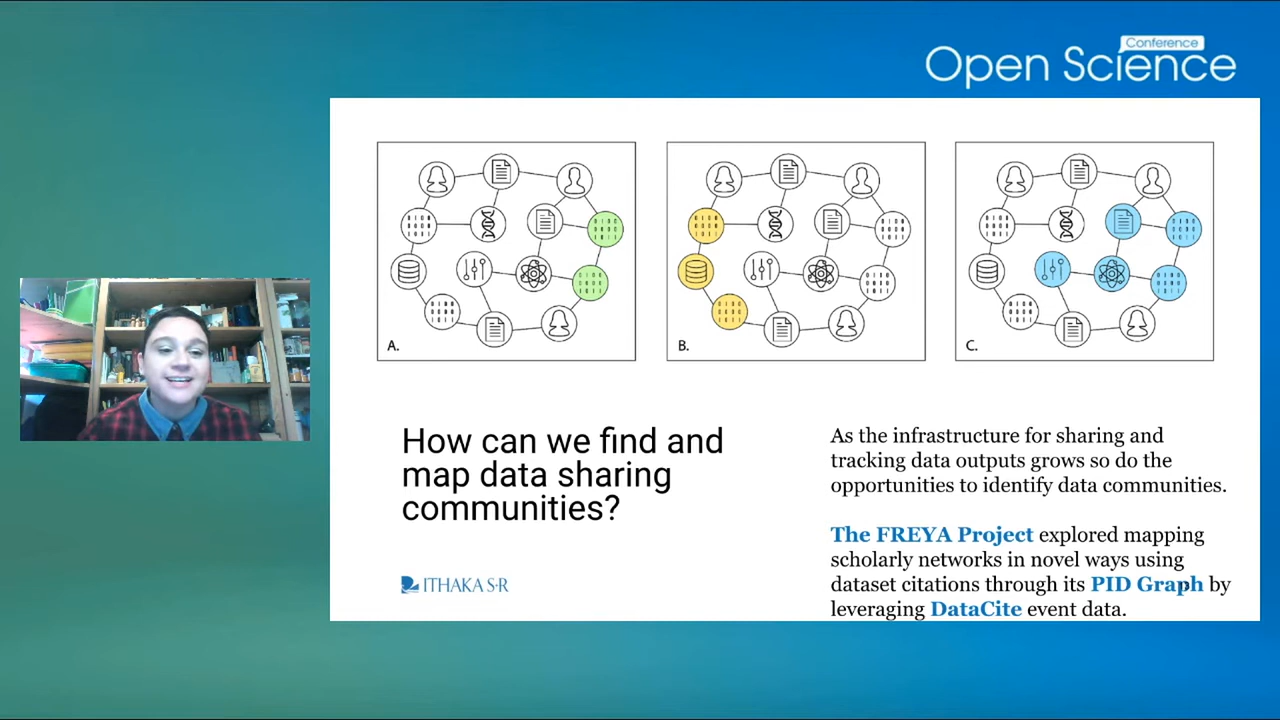 Conference
Open Science
A.
B.
C.
How can we find and
map data sharing
communities?
ITHAKA S+R
As the infrastructure for sharing and
tracking data outputs grows so do the
opportunities to identify data communities.
The FREYA Project explored mapping
scholarly networks in novel ways using
dataset citations through its PID Graph by
leveraging DataCite event data.